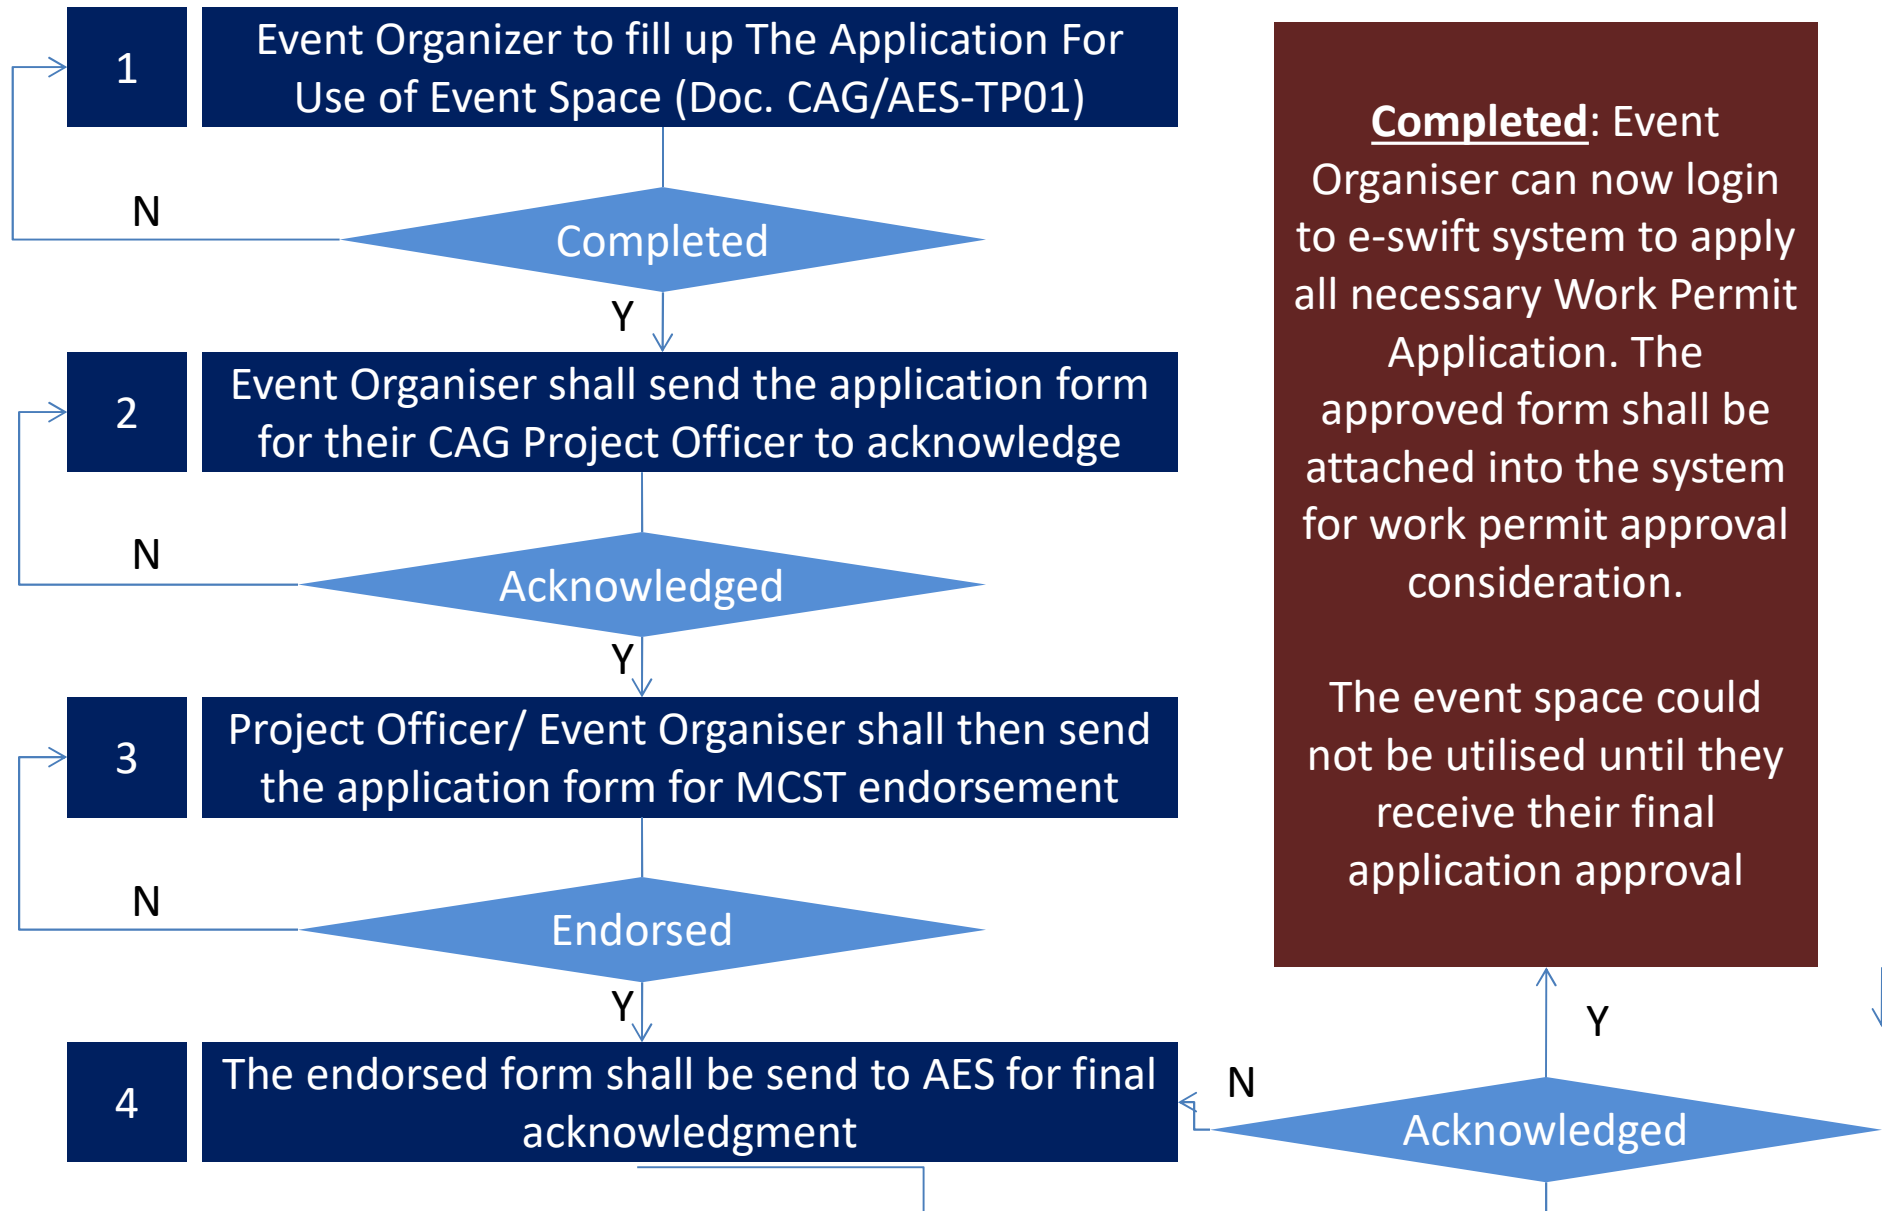 1
Event Organizer to fill up The Application For
Use of Event Space (Doc. CAG/AES-TP01)
N
Completed
Y
2
Event Organiser shall send the application form
for their CAG Project Officer to acknowledge
N
Acknowledged
Y
3
Project Officer/ Event Organiser shall then send
the application form for MCST endorsement
N
Endorsed
Y
4
The endorsed form shall be send to AES for final
acknowledgment
N
Acknowledged
Y
Completed: Event
Organiser can now login
to e-swift system to apply
all necessary Work Permit
Application. The
approved form shall be
attached into the system
for work permit approval
consideration.
The event space could
not be utilised until they
receive their final
application approval